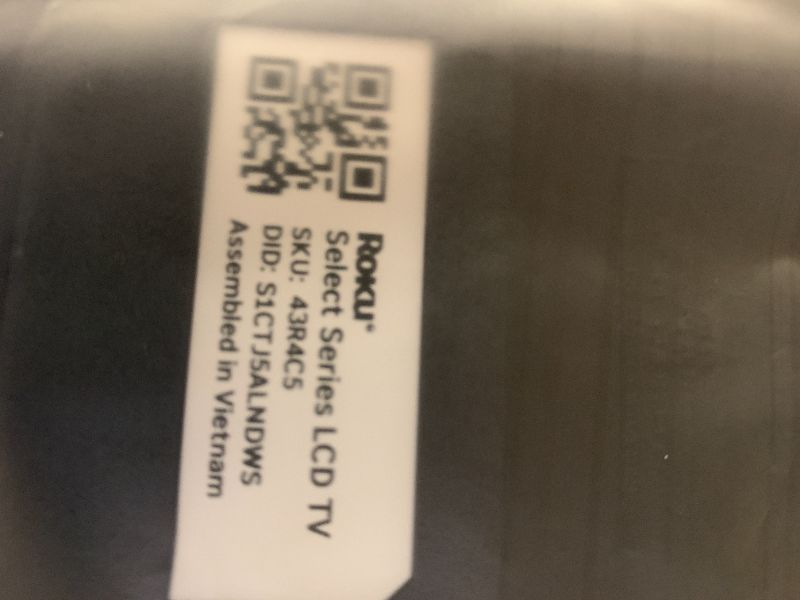 Roku®
Select Series LCD TV
SKU: 43R4C5
DID: S1CTJ5ALNDWS
Assembled in Vietnam